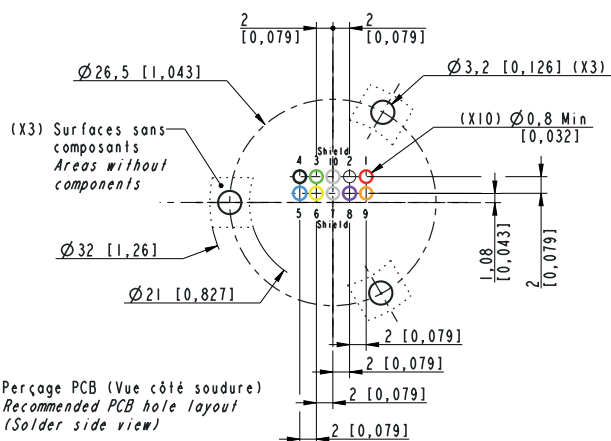 2
[0,079]
2
[0,079]
Ø26,5 [1,043]
Ø3,2 [0,126] (X3)
(X3) Surfaces sans
composants
Areas without
components
(X10) Ø0,8 Min
[0,032]
Shield
4 3 10 2 1
5 6 7 8 9
Shield
Ø32 [1,26]
Ø21 [0,827]
1,08
[0,043]
2
[0,079]
2 [0,079]
2 [0,079]
2 [0,079]
2 [0,079]
Perçage PCB (Vue côté soudure)
Recommended PCB hole layout
(Solder side view)